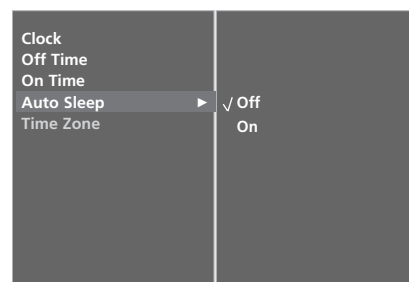 Clock
Off Time
On Time
Auto Sleep ► √ Off
Time Zone
On